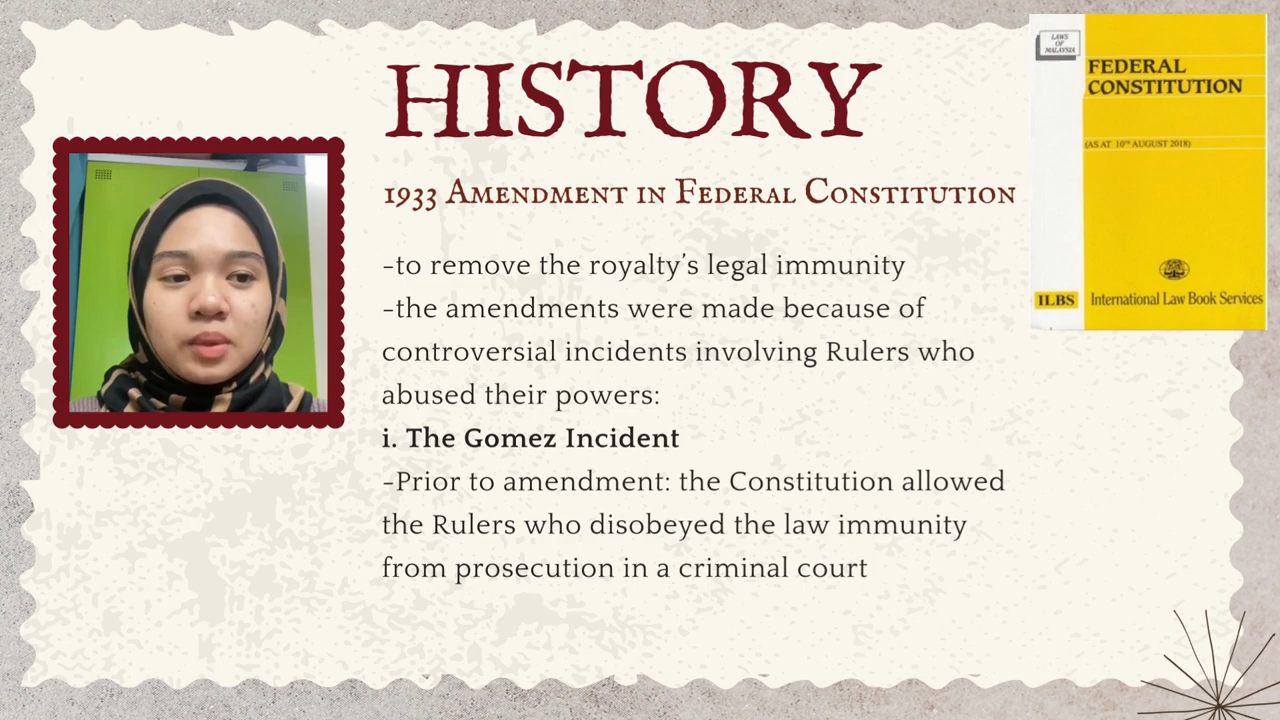 HISTORY
1933 Amendment in Federal Constitution
-to remove the royalty's legal immunity
-the amendments were made because of
controversial incidents involving Rulers who
abused their powers:
i. The Gomez Incident
-Prior to amendment: the Constitution allowed
the Rulers who disobeyed the law immunity
from prosecution in a criminal court
LAWS
OF
MALAYSIA
FEDERAL
CONSTITUTION
(AS AT 10TH AUGUST 2018)
ILBS International Law Book Services